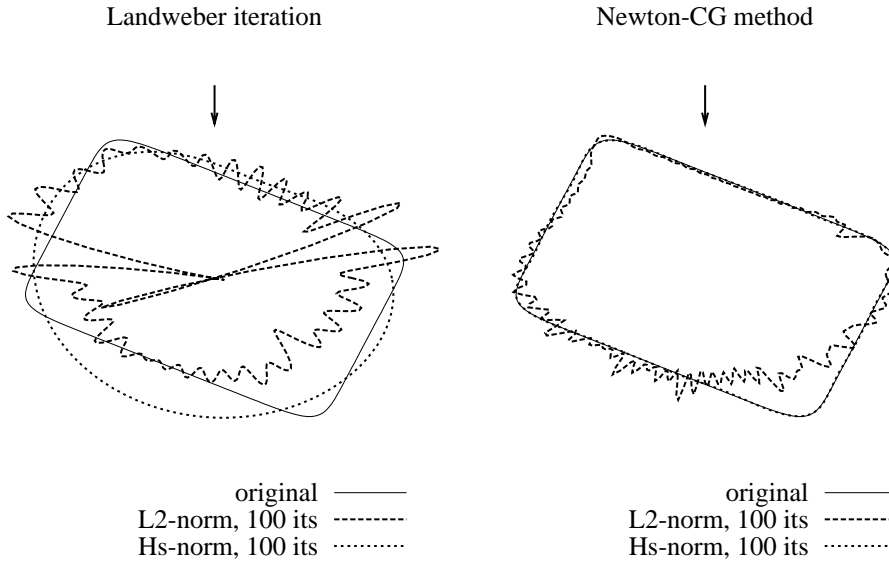 Landweber iteration
Newton-CG method
original
L2-norm, 100 its
Hs-norm, 100 its
original
L2-norm, 100 its
Hs-norm, 100 its